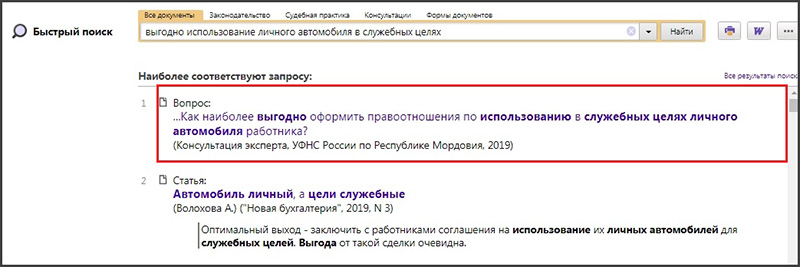 Все документы Законодательство Судебная практика Консультации Формы документов
Быстрый поиск выгодно использование личного автомобиля в служебных целях Найти W ...
Наиболее соответствуют запросу: Все результаты поиск
1 Вопрос:
...Как наиболее выгодно оформить правоотношения по использованию в служебных целях личного
автомобиля работника?
(Консультация эксперта, УФНС России по Республике Мордовия, 2019)
2 Статья:
Автомобиль личный, а цели служебные
(Волохова А.) ("Новая бухгалтерия", 2019, N 3)
Оптимальный выход - заключить с работниками соглашения на использование их личных автомобилей для
служебных целей. Выгода от такой сделки очевидна.